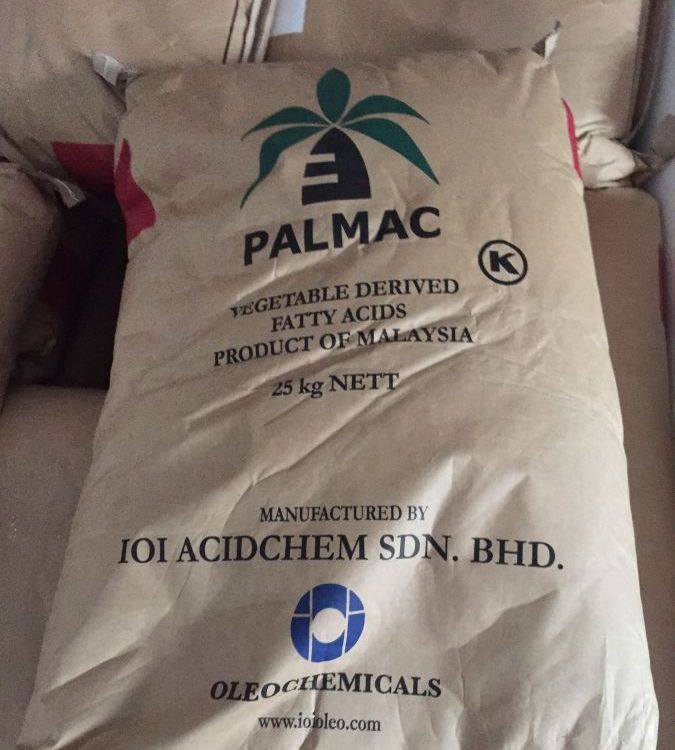 PALMAC
K
VEGETABLE DERIVED
FATTY ACIDS
PRODUCT OF MALAYSIA
25 kg NETT
MANUFACTURED BY
IOI ACIDCHEM SDN. BHD.
OLEOCHEMICALS
www.ioioleo.com